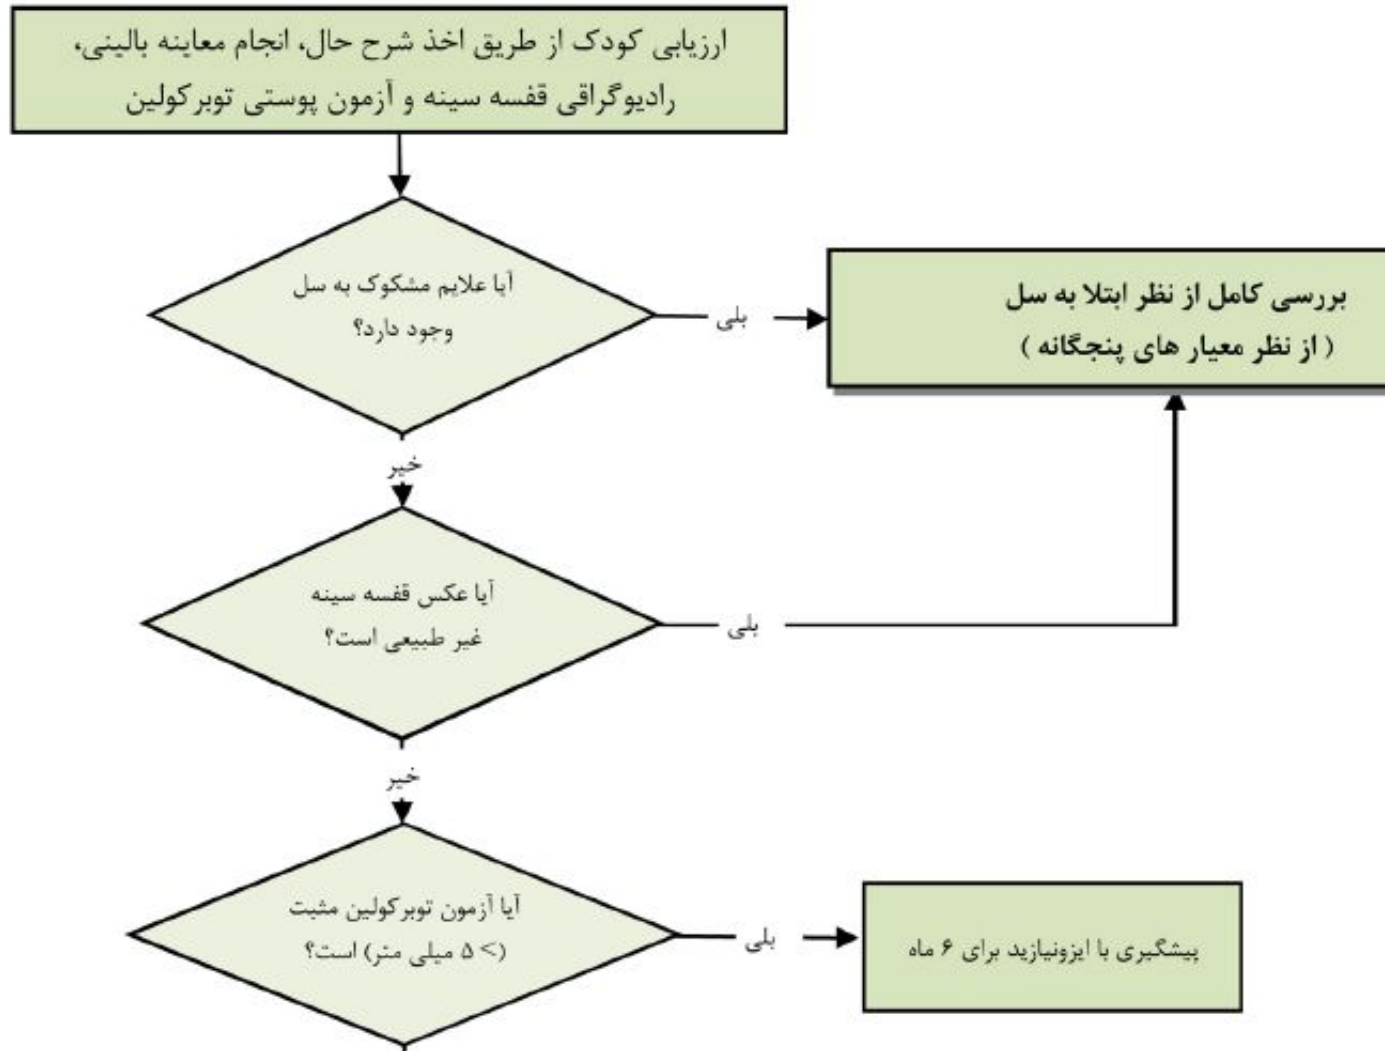 ارزیابی کودک از طریق اخذ شرح حال، انجام معاینه بالینی،
رادیوگراقی قفسه سینه و آزمون پوستی توبرکولین
آیا علایم مشکوک به سل
وجود دارد؟
بلی
بررسی کامل از نظر ابتلا به سل
( از نظر معیار های پنجگانه )
خیر
آیا عکس قفسه سینه
غیر طبیعی است؟
بلی
خیر
آیا آزمون توبرکولین مثبت
(> ۵ میلی متر) است؟
بلی
پیشگیری با ایزونیازید برای ۶ ماه